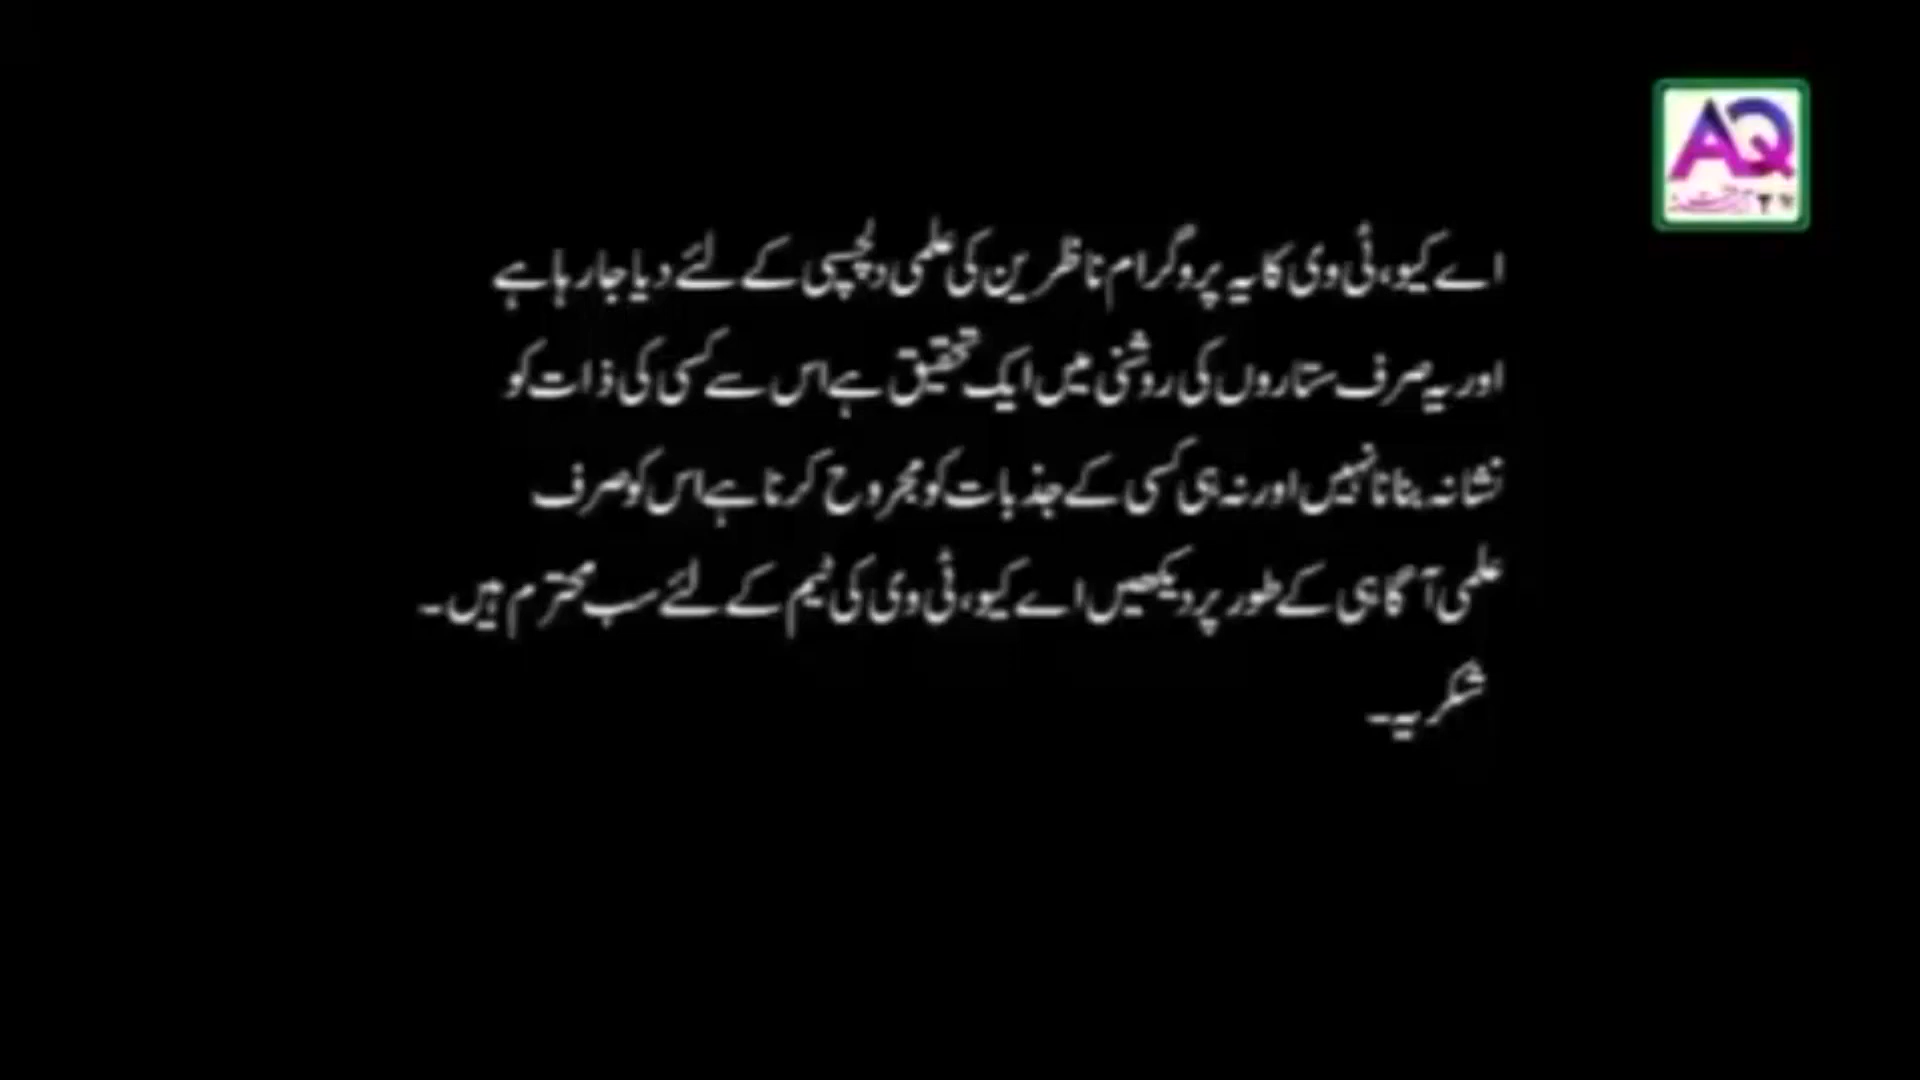 AQ
اے کیو، ٹی وی کا یہ پروگرام ناظرین کی علمی دلچسپی کے لئے دیا جا رہا ہے
اور یہ صرف ستاروں کی روشنی میں ایک تحقیق ہے اس سے کسی کی ذات کو
نشانہ بنانا نہیں اور نہ ہی کسی کے جذبات کو مجروح کرنا ہے اس کو صرف
علمی آگاہی کے طور پر دیکھیں اے کیو، ٹی وی کی ٹیم کے لئے سب محترم ہیں۔
شکریہ۔